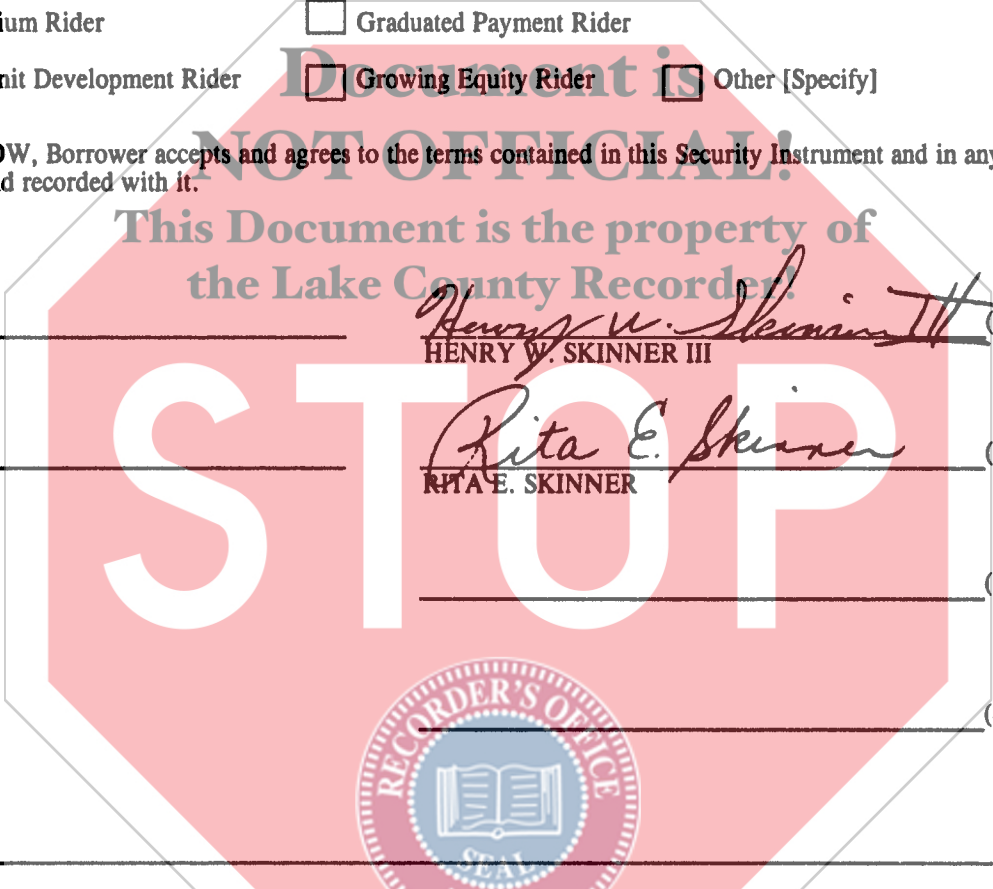 ium Rider Graduated Payment Rider
Document is
nit Development Rider Growing Equity Rider Other [Specify]
NOT OFFICIAL!
OW, Borrower accepts and agrees to the terms contained in this Security Instrument and in any
d recorded with it.
This Document is the property of
the Lake County Recorder!
Henry W. Skinner III (
HENRY W. SKINNER III
Rita E. Skinner (
RITA E. SKINNER
STOP
(
(
RECORDER'S OFFICE
SEAL